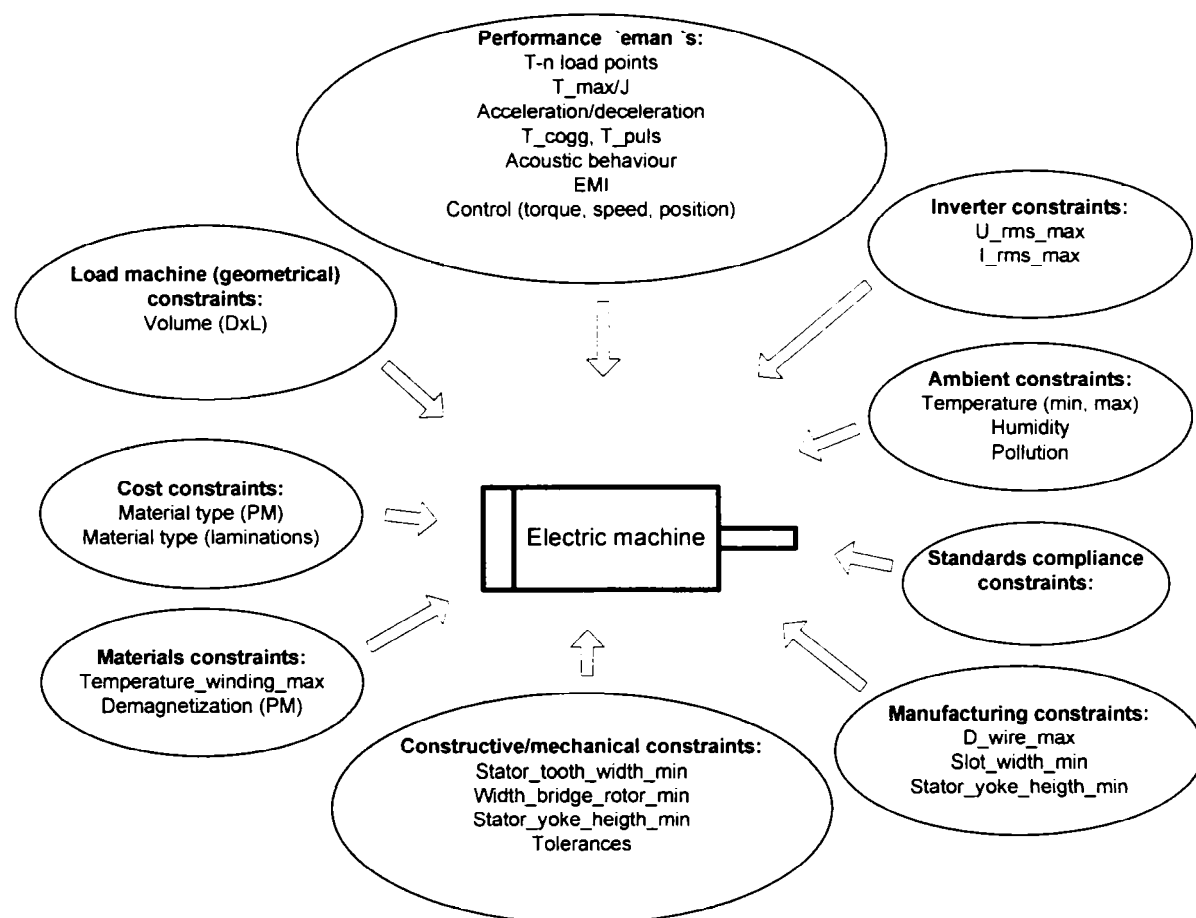 Performance `eman `s:
T-n load points
T_max/J
Acceleration/deceleration
T_cogg, T_puls
Acoustic behaviour
EMI
Control (torque, speed, position)
Inverter constraints:
U_rms_max
I_rms_max
Load machine (geometrical)
constraints:
Volume (DxL)
Ambient constraints:
Temperature (min, max)
Humidity
Pollution
Cost constraints:
Material type (PM)
Material type (laminations)
Electric machine
Standards compliance
constraints:
Materials constraints:
Temperature_winding_max
Demagnetization (PM)
Manufacturing constraints:
D_wire_max
Slot_width_min
Stator_yoke_heigth_min
Constructive/mechanical constraints:
Stator_tooth_width_min
Width_bridge_rotor_min
Stator_yoke_heigth_min
Tolerances